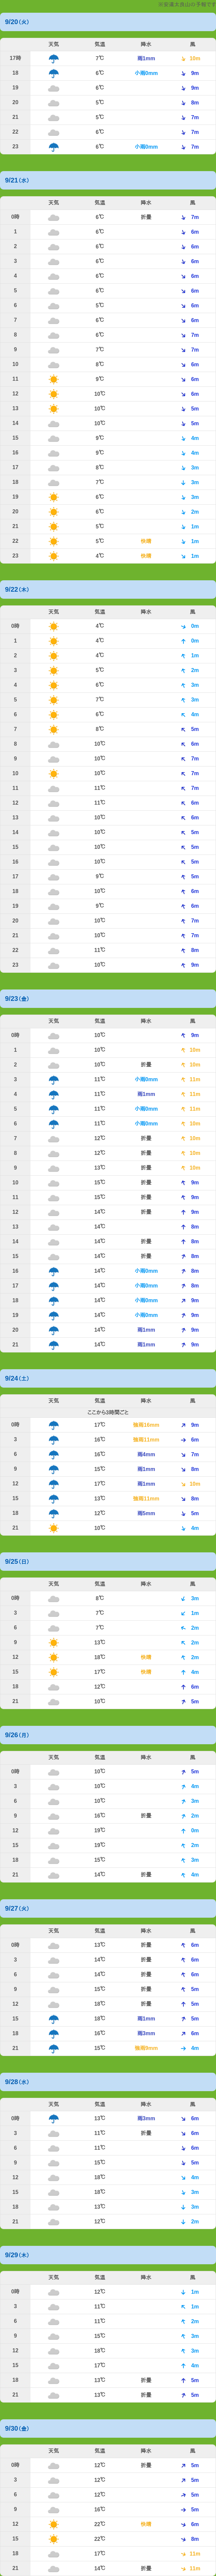 ※安達太良山の予報です
9/20(火)
天気 気温 降水 風
17時 7℃ 雨1mm 10m
18 6℃ 小雨0mm 9m
19 6℃ 9m
20 5℃ 8m
21 5℃ 7m
22 6℃ 7m
23 6℃ 小雨0mm 7m
9/21(水)
天気 気温 降水 風
0時 6℃ 折曇 7m
1 6℃ 6m
2 6℃ 6m
3 6℃ 6m
4 6℃ 6m
5 6℃ 6m
6 5℃ 6m
7 6℃ 6m
8 6℃ 7m
9 7℃ 7m
10 8℃ 6m
11 9℃ 6m
12 10℃ 6m
13 10℃ 5m
14 10℃ 5m
15 9℃ 4m
16 9℃ 4m
17 8℃ 3m
18 7℃ 3m
19 6℃ 3m
20 6℃ 2m
21 5℃ 1m
22 5℃ 快晴 1m
23 4℃ 快晴 1m
9/22(木)
天気 気温 降水 風
0時 4℃ 0m
1 4℃ 0m
2 4℃ 1m
3 5℃ 2m
4 6℃ 3m
5 7℃ 3m
6 6℃ 4m
7 8℃ 5m
8 10℃ 6m
9 10℃ 7m
10 10℃ 7m
11 11℃ 7m
12 11℃ 6m
13 10℃ 6m
14 10℃ 5m
15 10℃ 5m
16 10℃ 5m
17 9℃ 5m
18 10℃ 6m
19 9℃ 6m
20 10℃ 7m
21 10℃ 7m
22 11℃ 8m
23 10℃ 9m
9/23(金)
天気 気温 降水 風
0時 10℃ 9m
1 10℃ 10m
2 10℃ 折曇 10m
3 11℃ 小雨0mm 11m
4 11℃ 雨1mm 11m
5 11℃ 小雨0mm 11m
6 11℃ 小雨0mm 10m
7 12℃ 折曇 10m
8 12℃ 折曇 10m
9 13℃ 折曇 10m
10 15℃ 折曇 9m
11 15℃ 折曇 9m
12 14℃ 折曇 9m
13 14℃ 8m
14 14℃ 折曇 8m
15 14℃ 折曇 8m
16 14℃ 小雨0mm 8m
17 14℃ 小雨0mm 8m
18 14℃ 小雨0mm 9m
19 14℃ 小雨0mm 9m
20 14℃ 雨1mm 9m
21 14℃ 雨1mm 9m
9/24(土)
天気 気温 降水 風
ここから3時間ごと
0時 17℃ 強雨16mm 9m
3 16℃ 強雨11mm 6m
6 16℃ 雨4mm 7m
9 15℃ 雨1mm 8m
12 17℃ 雨1mm 10m
15 13℃ 強雨11mm 8m
18 12℃ 雨5mm 5m
21 10℃ 4m
9/25(日)
天気 気温 降水 風
0時 8℃ 3m
3 7℃ 1m
6 7℃ 2m
9 13℃ 2m
12 18℃ 快晴 2m
15 17℃ 快晴 4m
18 12℃ 6m
21 10℃ 5m
9/26(月)
天気 気温 降水 風
0時 10℃ 5m
3 10℃ 4m
6 10℃ 3m
9 16℃ 折曇 2m
12 19℃ 0m
15 19℃ 2m
18 15℃ 3m
21 14℃ 折曇 4m
9/27(火)
天気 気温 降水 風
0時 13℃ 折曇 6m
3 14℃ 折曇 6m
6 14℃ 折曇 6m
9 15℃ 折曇 5m
12 18℃ 折曇 5m
15 18℃ 雨1mm 5m
18 16℃ 雨3mm 6m
21 15℃ 強雨9mm 4m
9/28(水)
天気 気温 降水 風
0時 13℃ 雨3mm 6m
3 11℃ 折曇 6m
6 11℃ 6m
9 15℃ 5m
12 18℃ 4m
15 18℃ 3m
18 13℃ 3m
21 12℃ 2m
9/29(木)
天気 気温 降水 風
0時 12℃ 1m
3 11℃ 1m
6 11℃ 2m
9 15℃ 3m
12 18℃ 3m
15 17℃ 4m
18 13℃ 折曇 5m
21 13℃ 折曇 5m
9/30(金)
天気 気温 降水 風
0時 12℃ 折曇 5m
3 12℃ 5m
6 12℃ 5m
9 16℃ 5m
12 22℃ 快晴 6m
15 22℃ 8m
18 17℃ 11m
21 14℃ 折曇 11m